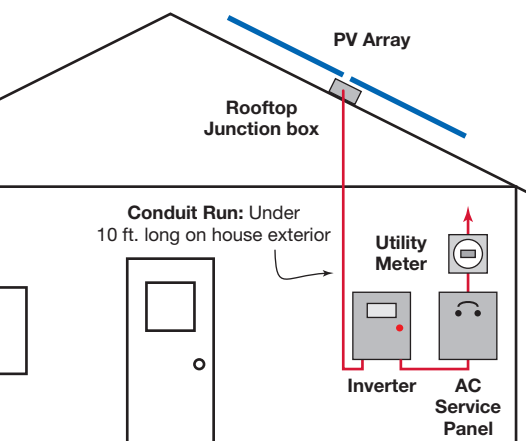 PV Array
Rooftop
Junction box
Conduit Run: Under
10 ft. long on house exterior
Utility
Meter
Inverter
AC
Service
Panel